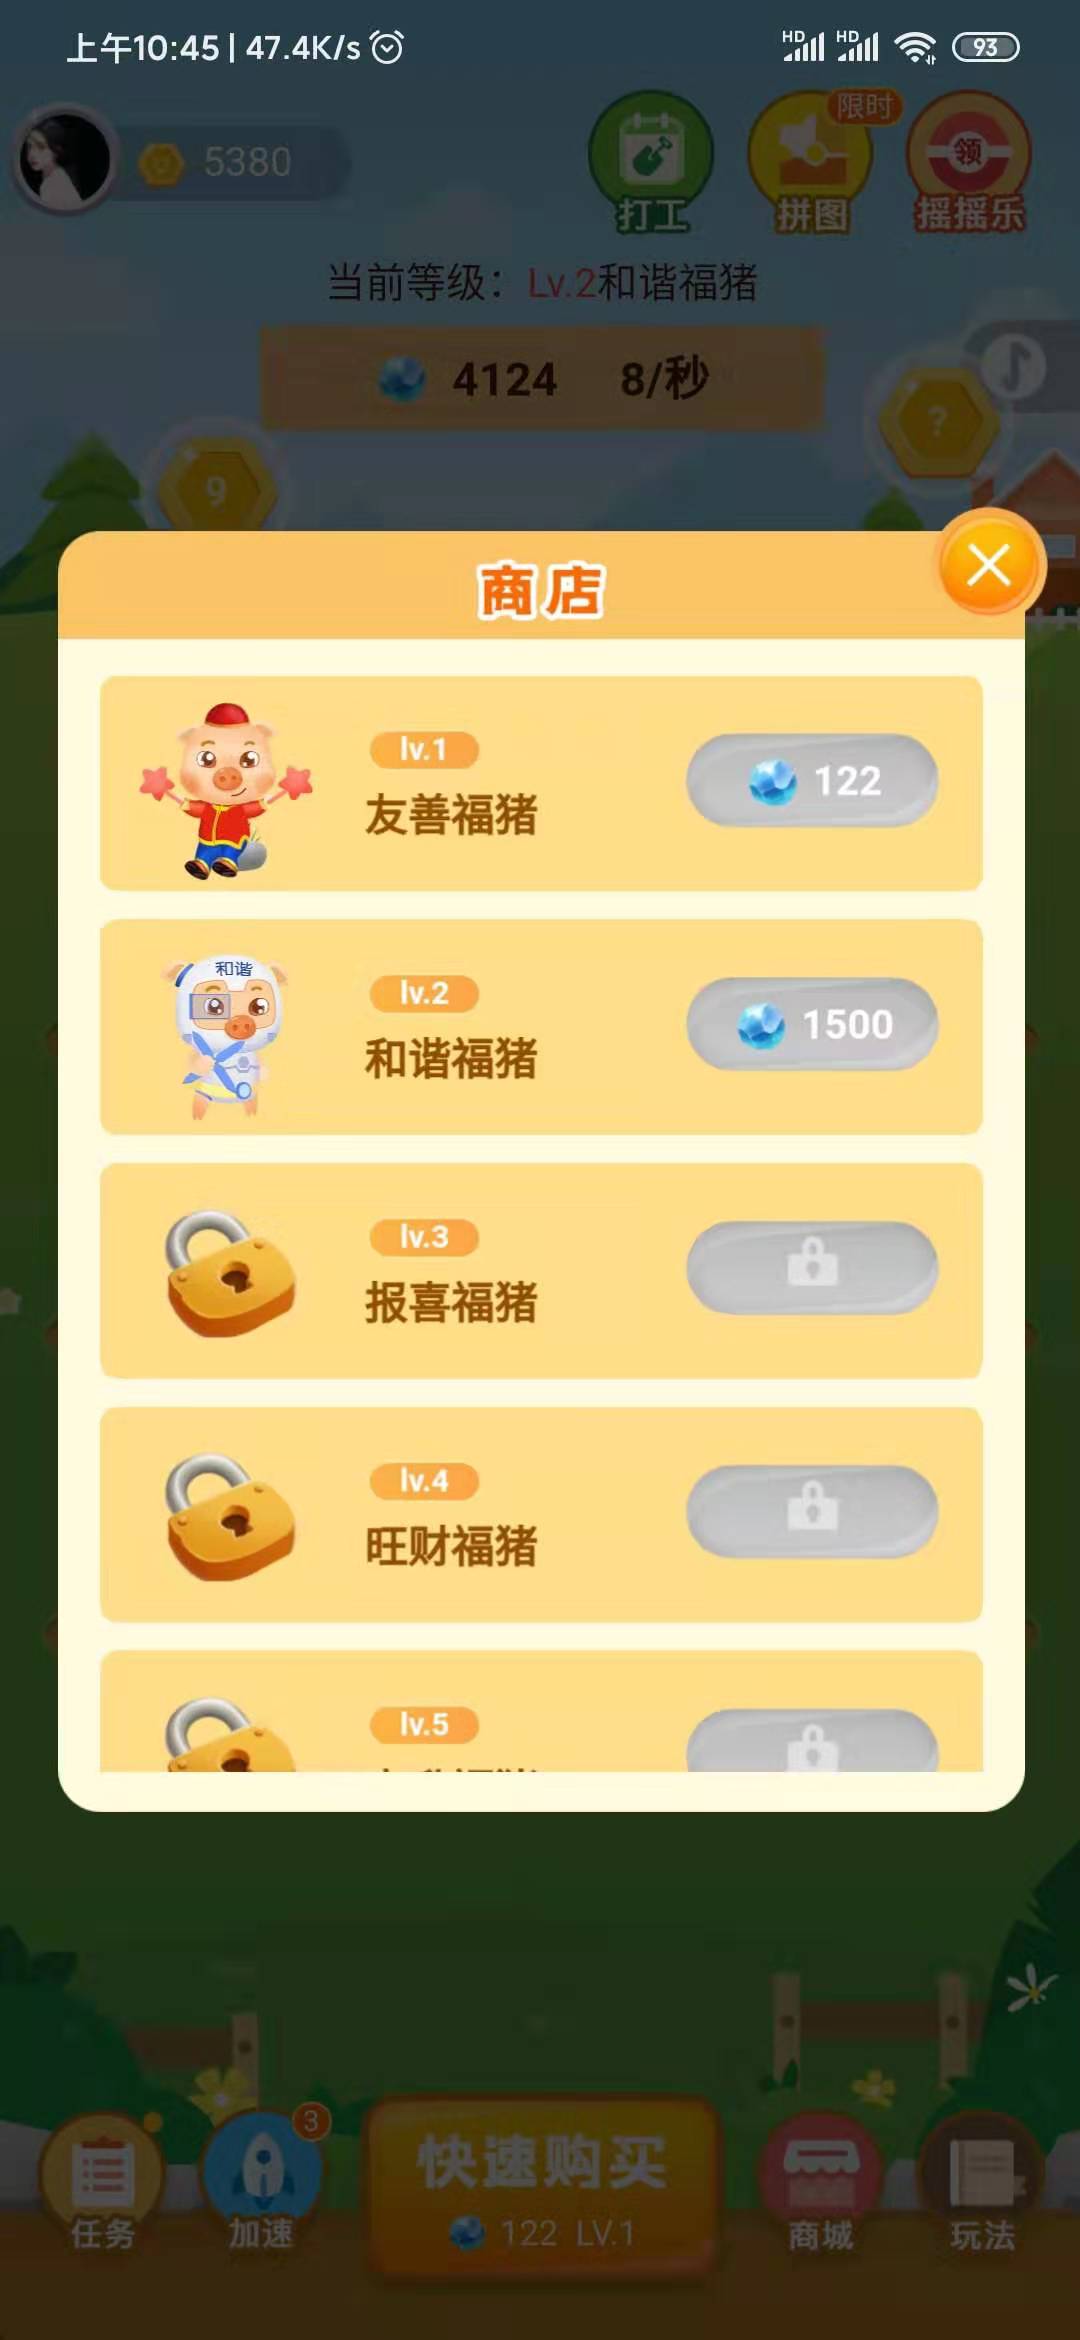 上午10:45 | 47.4K/s
HD HD 93
5380
限时
领
打工 拼图 摇摇乐
当前等级：Lv.2和谐福猪
4124 8/秒
?
9
商店
lv.1
友善福猪
122
和谐
lv.2
和谐福猪
1500
lv.3
报喜福猪
lv.4
旺财福猪
lv.5
3
快速购买
122 LV.1
任务 加速 商城 玩法